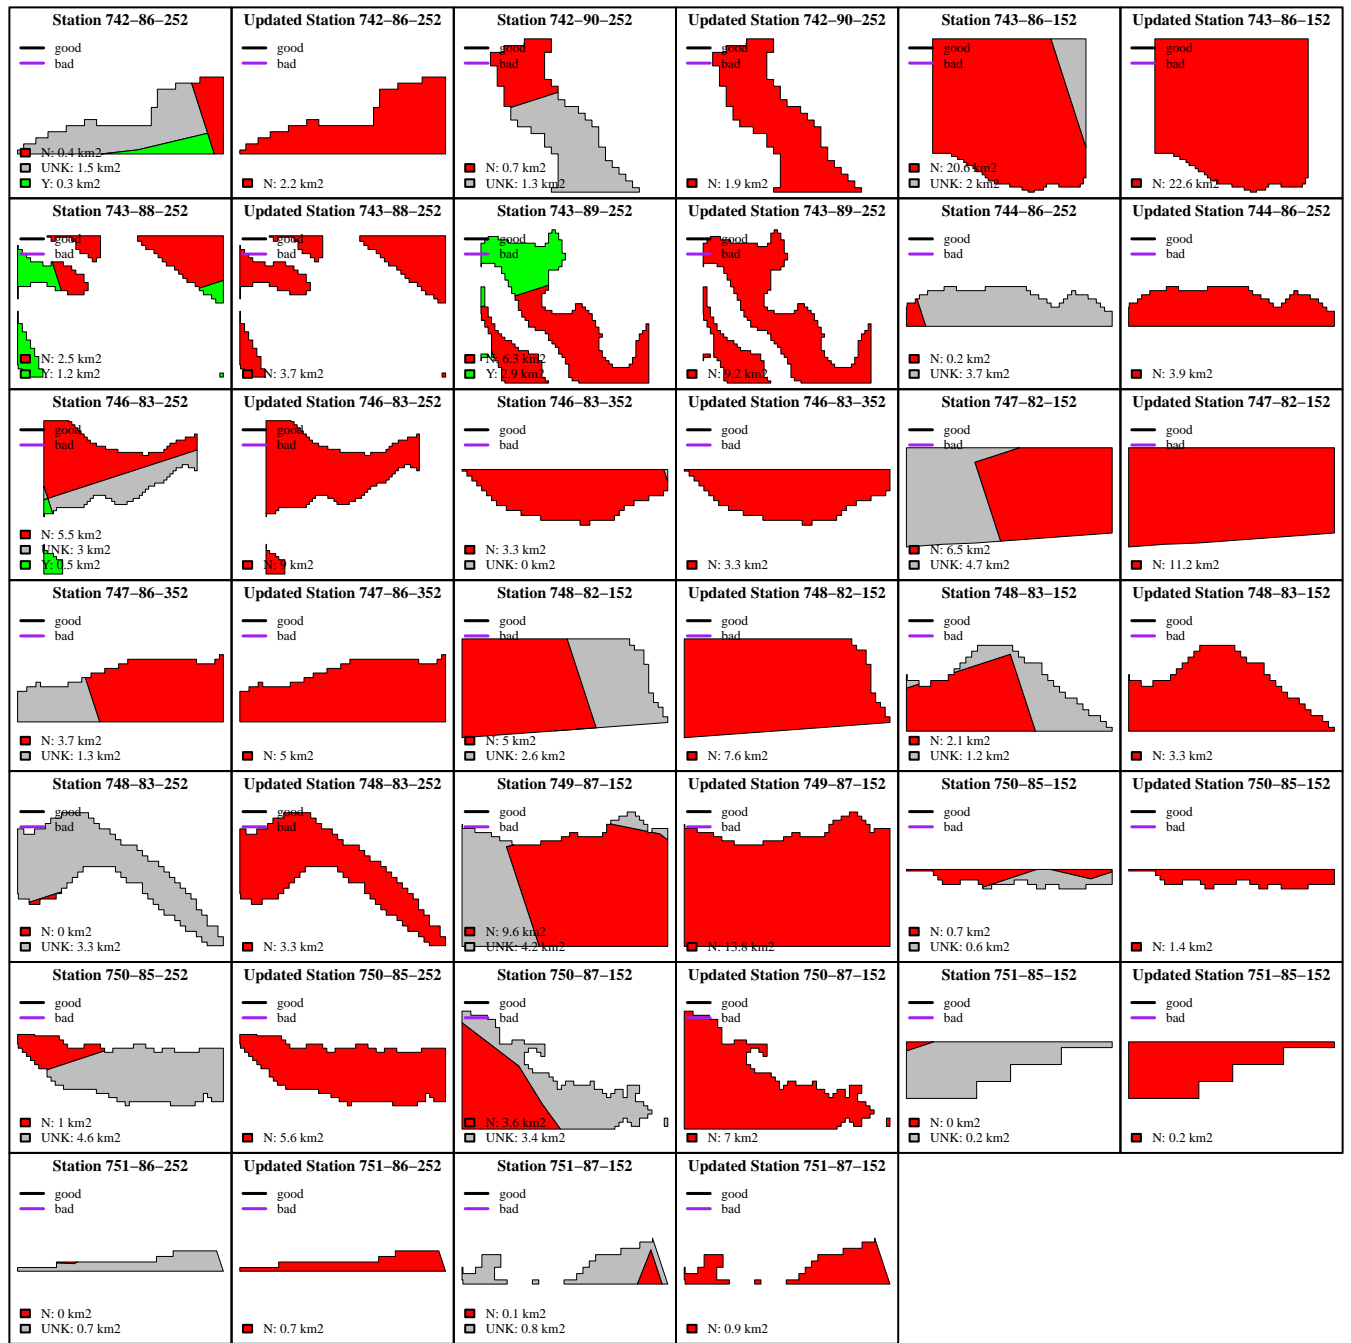 Station 742−86−252
good
bad
N: 0.4 km2
UNK: 1.5 km2
Y: 0.3 km2
Updated Station 742−86−252
good
bad
N: 2.2 km2
Station 742−90−252
good
bad
N: 0.7 km2
UNK: 1.3 km2
Updated Station 742−90−252
good
bad
N: 1.9 km2
Station 743−86−152
good
bad
N: 20.6 km2
UNK: 2 km2
Updated Station 743−86−152
good
bad
N: 22.6 km2
Station 743−88−252
good
bad
N: 2.5 km2
Y: 1.2 km2
Updated Station 743−88−252
good
bad
N: 3.7 km2
Station 743−89−252
good
bad
N: 6.3 km2
Y: 2.9 km2
Updated Station 743−89−252
good
bad
N: 9.2 km2
Station 744−86−252
good
bad
N: 0.2 km2
UNK: 3.7 km2
Updated Station 744−86−252
good
bad
N: 3.9 km2
Station 746−83−252
good
bad
N: 5.5 km2
UNK: 3 km2
Y: 0.5 km2
Updated Station 746−83−252
good
bad
N: 9 km2
Station 746−83−352
good
bad
N: 3.3 km2
UNK: 0 km2
Updated Station 746−83−352
good
bad
N: 3.3 km2
Station 747−82−152
good
bad
N: 6.5 km2
UNK: 4.7 km2
Updated Station 747−82−152
good
bad
N: 11.2 km2
Station 747−86−352
good
bad
N: 3.7 km2
UNK: 1.3 km2
Updated Station 747−86−352
good
bad
N: 5 km2
Station 748−82−152
good
bad
N: 5 km2
UNK: 2.6 km2
Updated Station 748−82−152
good
bad
N: 7.6 km2
Station 748−83−152
good
bad
N: 2.1 km2
UNK: 1.2 km2
Updated Station 748−83−152
good
bad
N: 3.3 km2
Station 748−83−252
good
bad
N: 0 km2
UNK: 3.3 km2
Updated Station 748−83−252
good
bad
N: 3.3 km2
Station 749−87−152
good
bad
N: 9.6 km2
UNK: 4.2 km2
Updated Station 749−87−152
good
bad
N: 13.8 km2
Station 750−85−152
good
bad
N: 0.7 km2
UNK: 0.6 km2
Updated Station 750−85−152
good
bad
N: 1.4 km2
Station 750−85−252
good
bad
N: 1 km2
UNK: 4.6 km2
Updated Station 750−85−252
good
bad
N: 5.6 km2
Station 750−87−152
good
bad
N: 3.6 km2
UNK: 3.4 km2
Updated Station 750−87−152
good
bad
N: 7 km2
Station 751−85−152
good
bad
N: 0 km2
UNK: 0.2 km2
Updated Station 751−85−152
good
bad
N: 0.2 km2
Station 751−86−252
good
bad
N: 0 km2
UNK: 0.7 km2
Updated Station 751−86−252
good
bad
N: 0.7 km2
Station 751−87−152
good
bad
N: 0.1 km2
UNK: 0.8 km2
Updated Station 751−87−152
good
bad
N: 0.9 km2